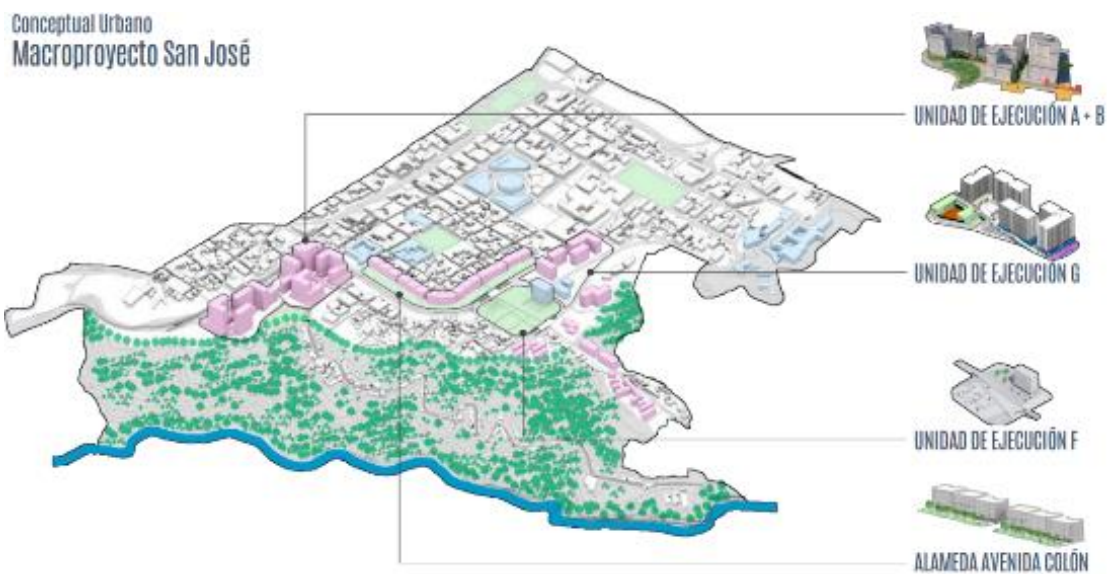 Conceptual Urbano
Macroproyecto San José
UNIDAD DE EJECUCIÓN A + B
UNIDAD DE EJECUCIÓN G
UNIDAD DE EJECUCIÓN F
ALAMEDA AVENIDA COLÓN